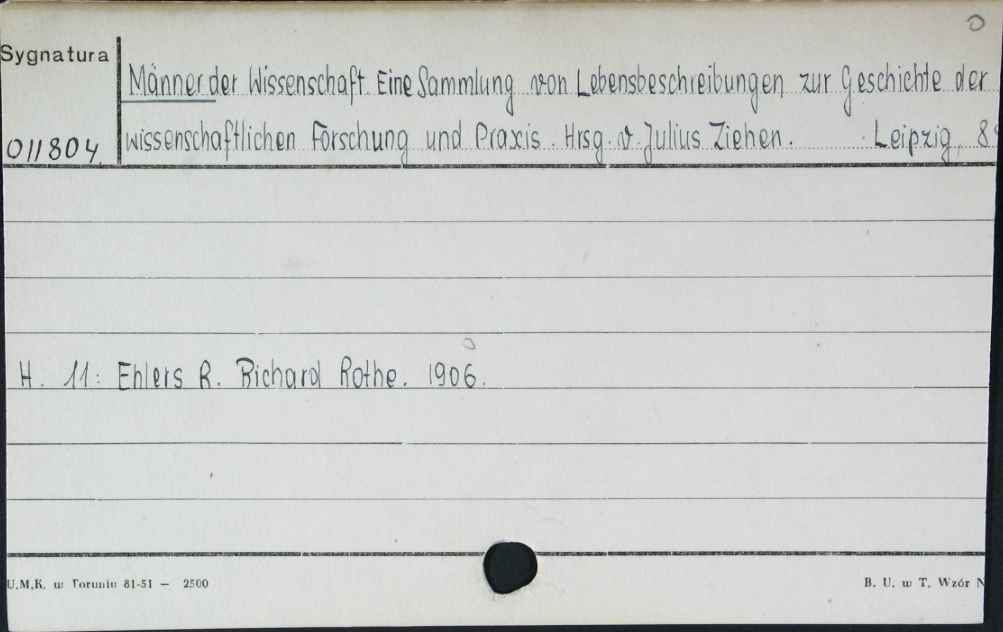 0
Sygnatura
Männer der Wissenschaft. Eine Sammlung von Lebensbeschreibungen zur Geschichte der
011804
wissenschaftlichen Forschung und Praxis. Hrsg. v. Julius Ziehen. Leipzig, 8
H. 11: Ehlers R. Richard Rothe. 1906.
U.M.K. w Toruniu 81-51 — 2500
B. U. w T. Wzór N